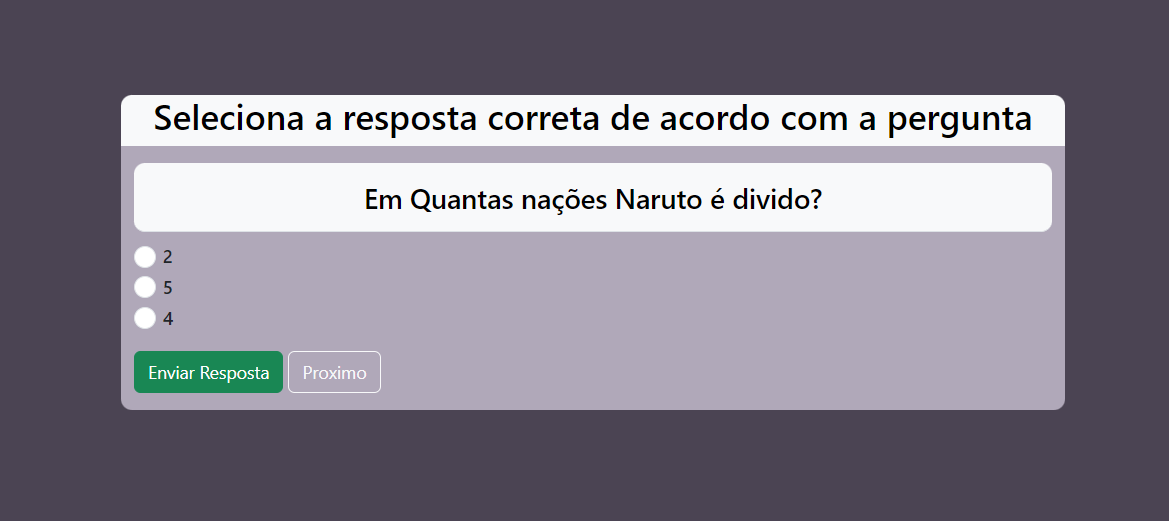 Seleciona a resposta correta de acordo com a pergunta
Em Quantas nações Naruto é divido?
2
5
4
Enviar Resposta Proximo